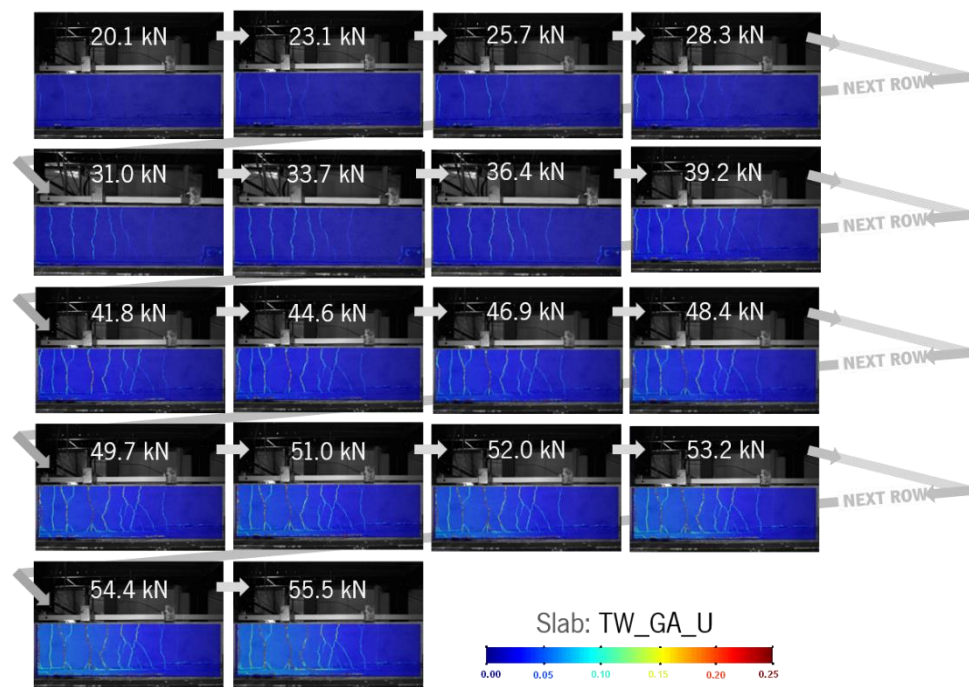 20.1 kN
23.1 kN
25.7 kN
28.3 kN
NEXT ROW
31.0 kN
33.7 kN
36.4 kN
39.2 kN
NEXT ROW
41.8 kN
44.6 kN
46.9 kN
48.4 kN
NEXT ROW
49.7 kN
51.0 kN
52.0 kN
53.2 kN
NEXT ROW
54.4 kN
55.5 kN
Slab: TW_GA_U
0.00 0.05 0.10 0.15 0.20 0.25